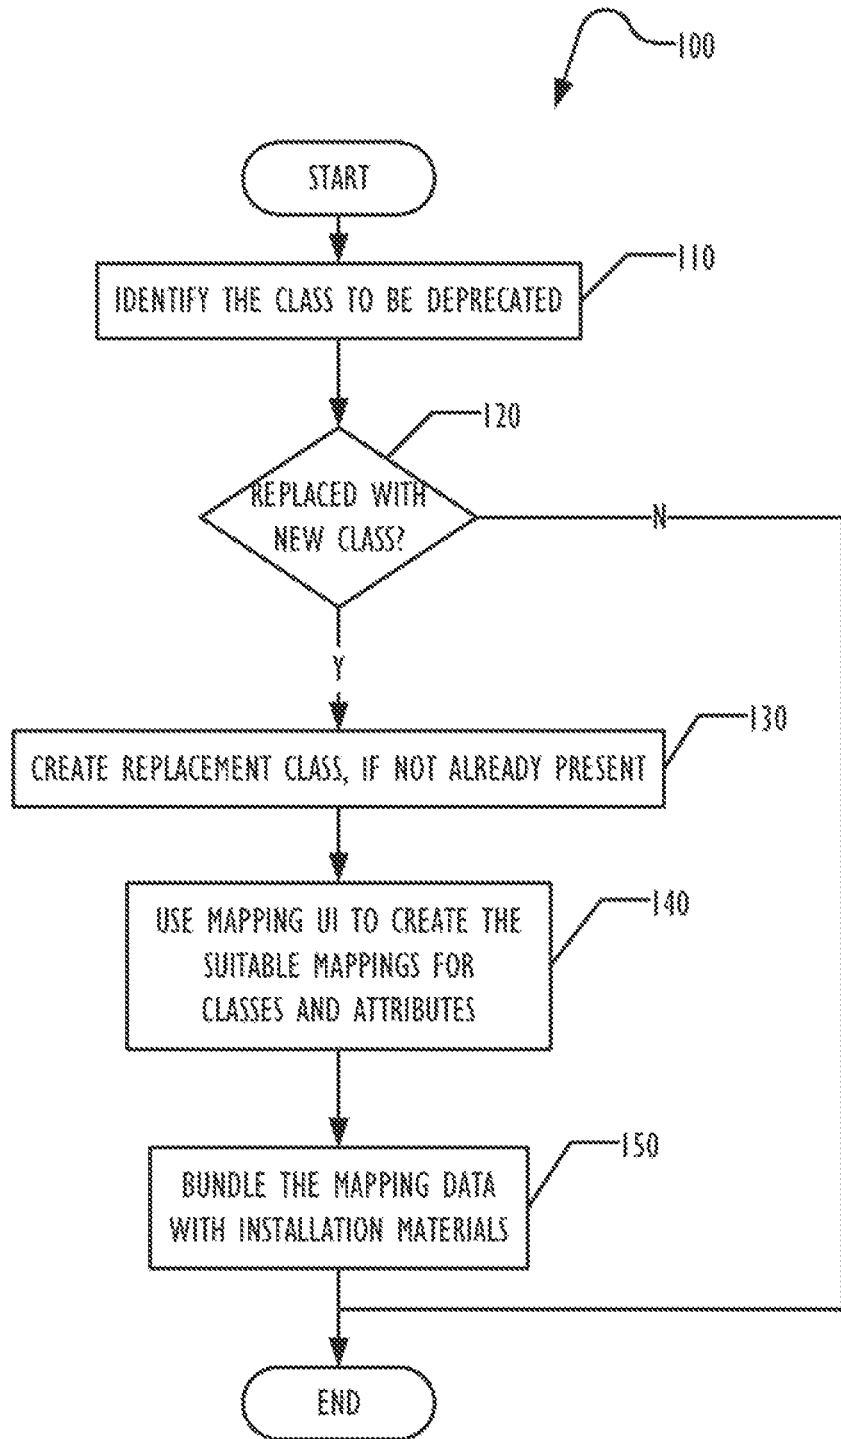 100
START
110
IDENTIFY THE CLASS TO BE DEPRECATED
120
REPLACED WITH
NEW CLASS?
N
Y
130
CREATE REPLACEMENT CLASS, IF NOT ALREADY PRESENT
140
USE MAPPING UI TO CREATE THE
SUITABLE MAPPINGS FOR
CLASSES AND ATTRIBUTES
150
BUNDLE THE MAPPING DATA
WITH INSTALLATION MATERIALS
END